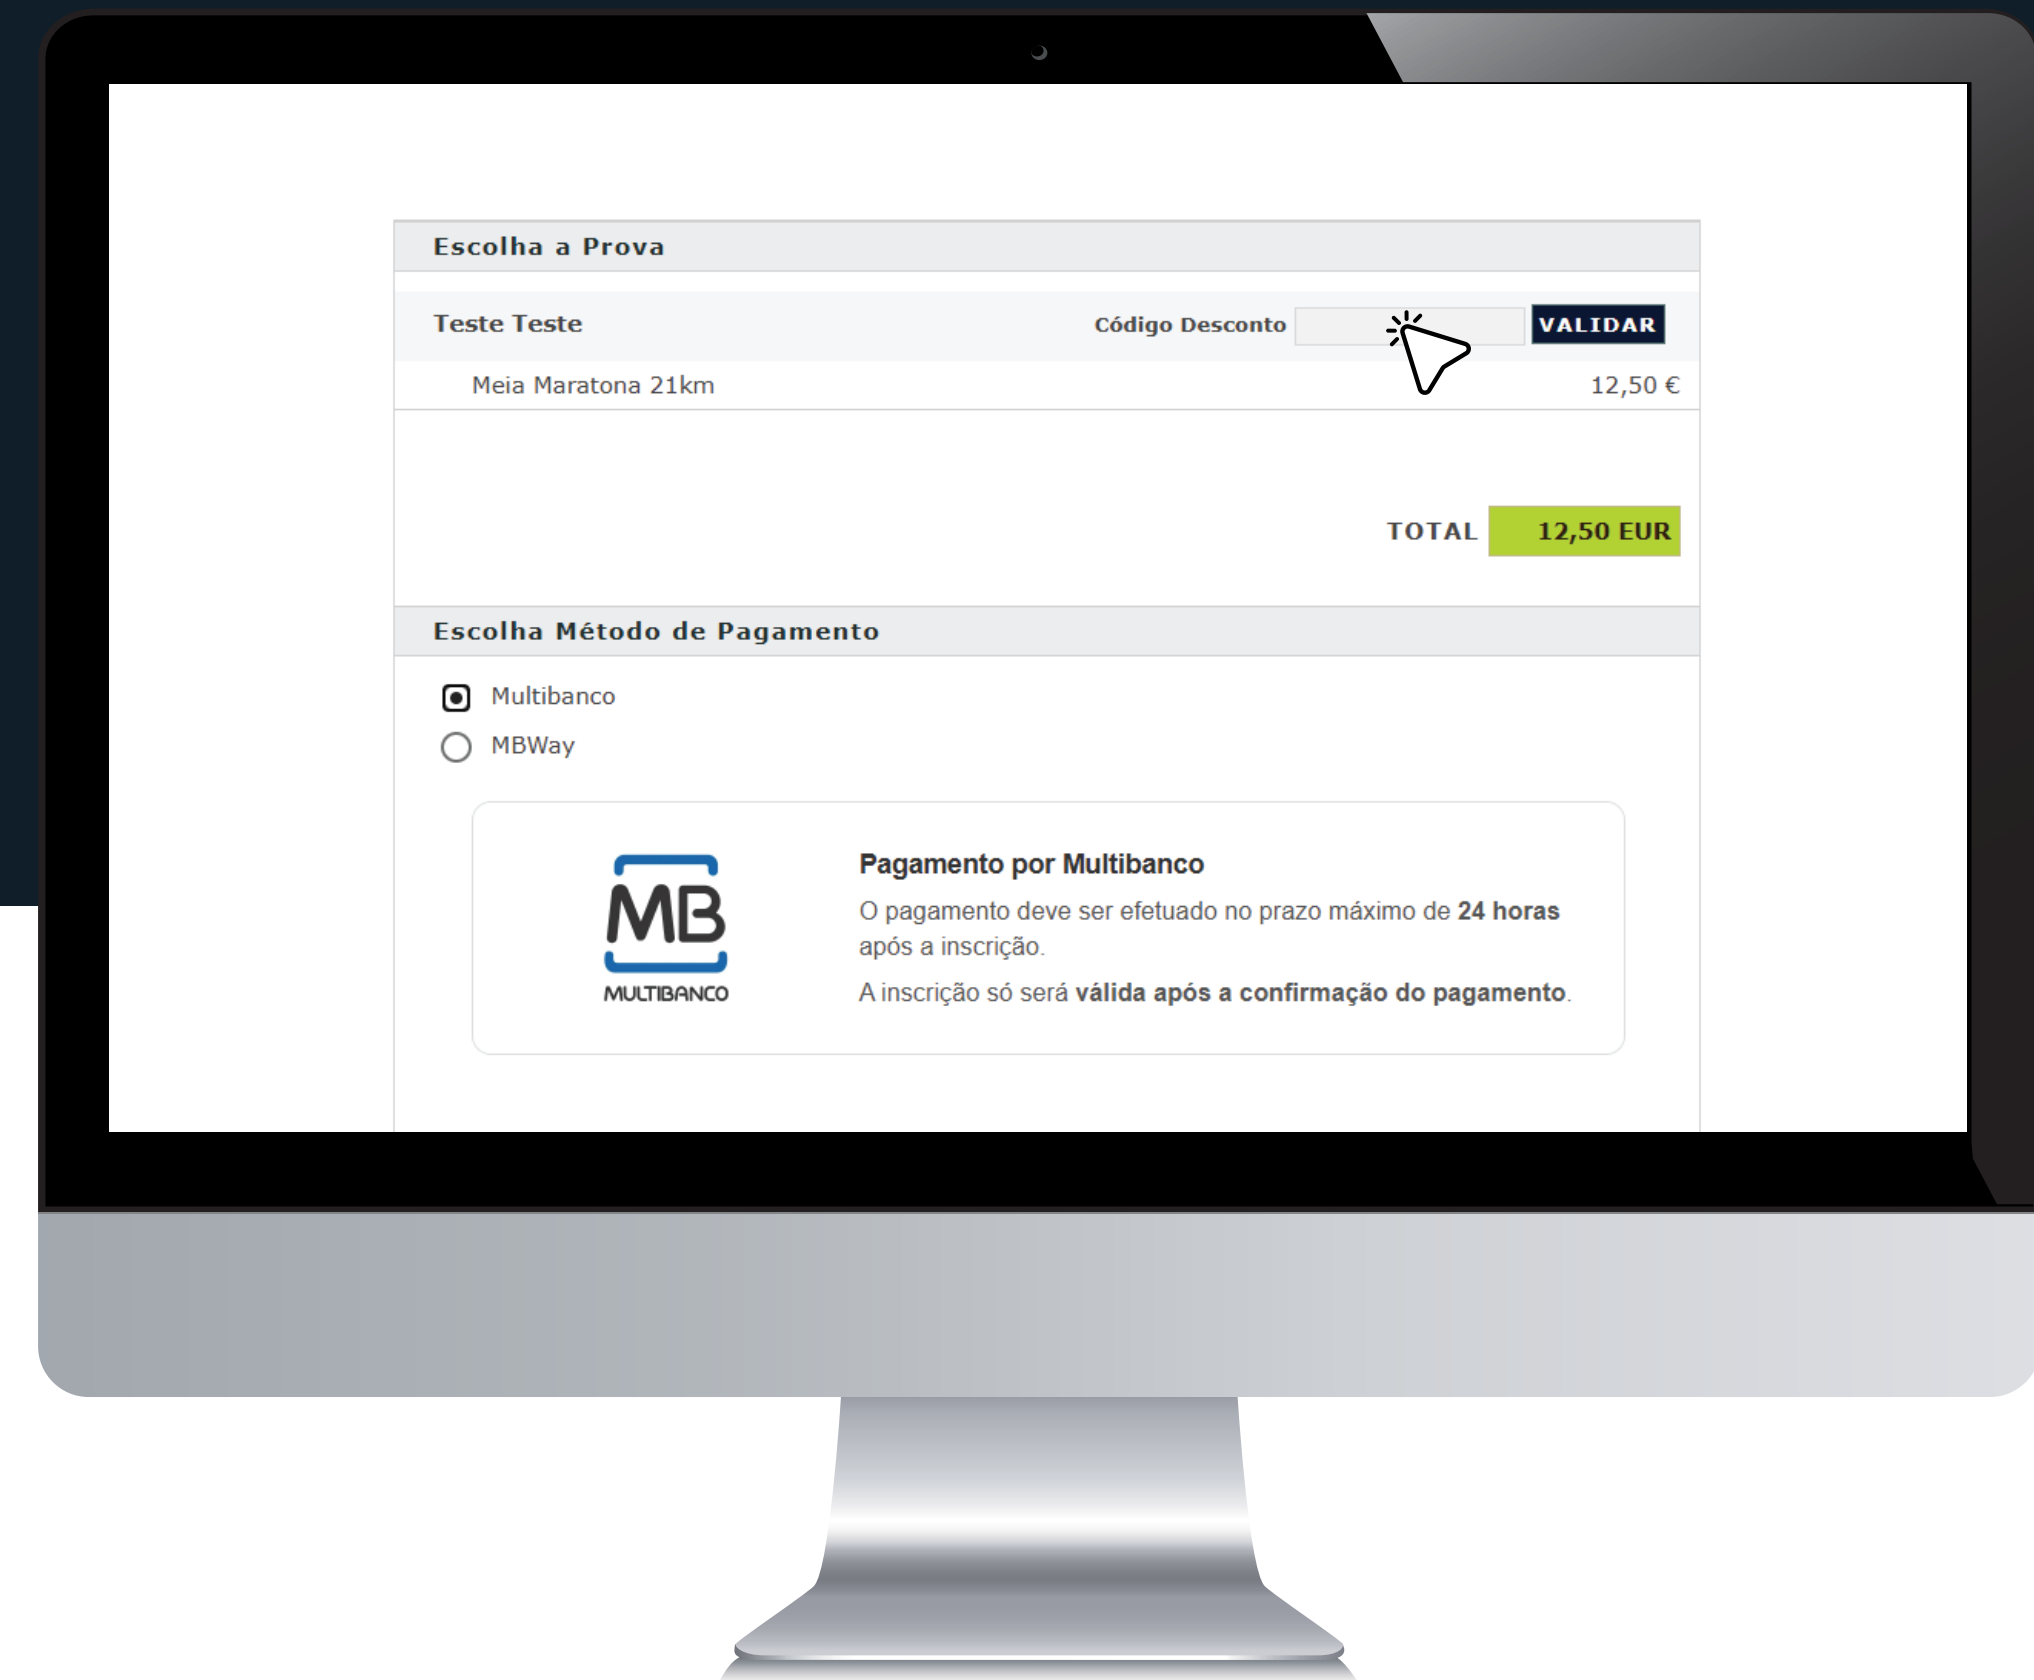 Escolha a Prova
Teste Teste Código Desconto VALIDAR
Meia Maratona 21km 12,50 €
TOTAL 12,50 EUR
Escolha Método de Pagamento
Multibanco
MBWay
Pagamento por Multibanco
O pagamento deve ser efetuado no prazo máximo de 24 horas
após a inscrição.
A inscrição só será válida após a confirmação do pagamento.
MB
MULTIBANCO